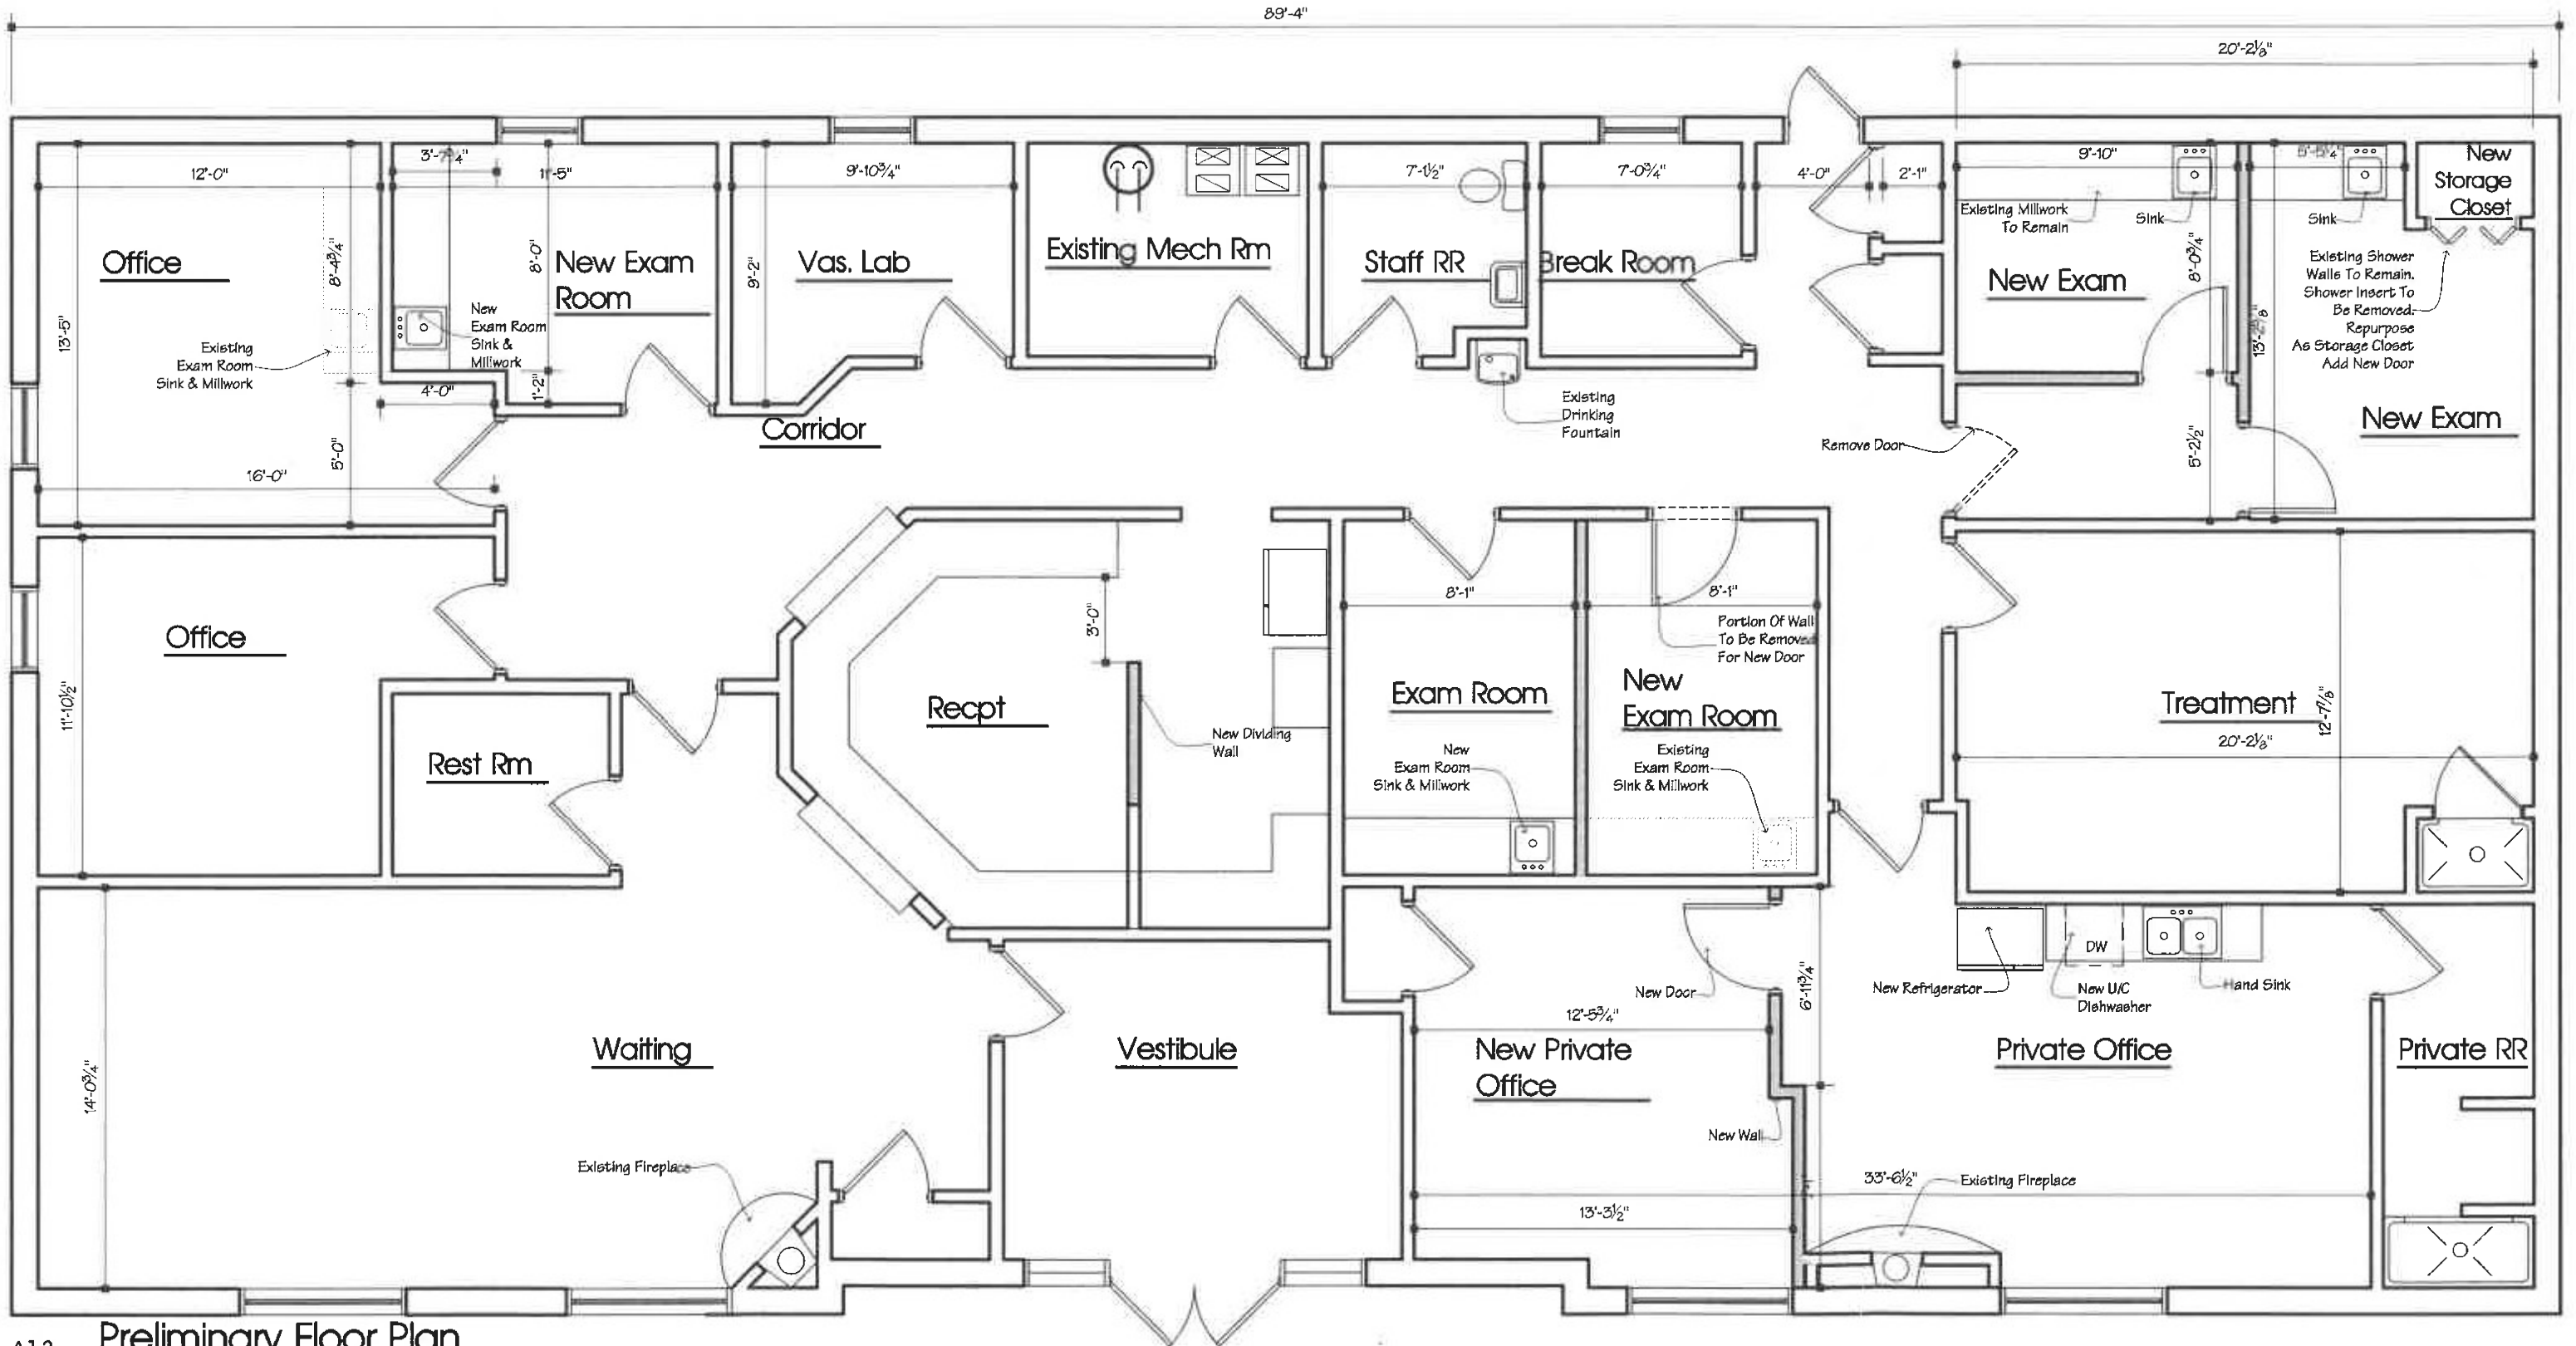 89'-4"
20'-2⅛"
12'-0"
3'-7¼"
11'-5"
9'-10¾"
7'-1½"
7'-0¾"
4'-0"
2'-1"
9'-10"
5'-5¼"
New
Storage
Closet
Existing Millwork
To Remain
Sink
Sink
Office
8'-4¾"
8'-0"
New Exam
Room
Vas. Lab
9'-2"
Existing Mech Rm
Staff RR
Break Room
New Exam
8'-0¾"
Existing Shower
Walls To Remain.
Shower Insert To
Be Removed.
Repurpose
As Storage Closet
Add New Door
13'-5"
Existing
Exam Room
Sink & Millwork
New
Exam Room
Sink &
Millwork
4'-0"
1'-2"
Corridor
Existing
Drinking
Fountain
Remove Door
5'-2½"
New Exam
16'-0"
5'-0"
Office
11'-10½"
Rest Rm
Recpt
3'-0"
New Dividing
Wall
8'-1"
8'-1"
Portion Of Wall
To Be Removed
For New Door
Exam Room
New
Exam Room
New
Exam Room
Sink & Millwork
Existing
Exam Room
Sink & Millwork
Treatment
12'-7⅞"
20'-2⅛"
14'-0¾"
Waiting
Existing Fireplace
Vestibule
New Door
12'-5¾"
New Private
Office
6'-11¾"
New Wall
New Refrigerator
DW
New U/C
Dishwasher
Hand Sink
Private Office
Private RR
33'-6½"
Existing Fireplace
13'-3½"
Preliminary Floor Plan